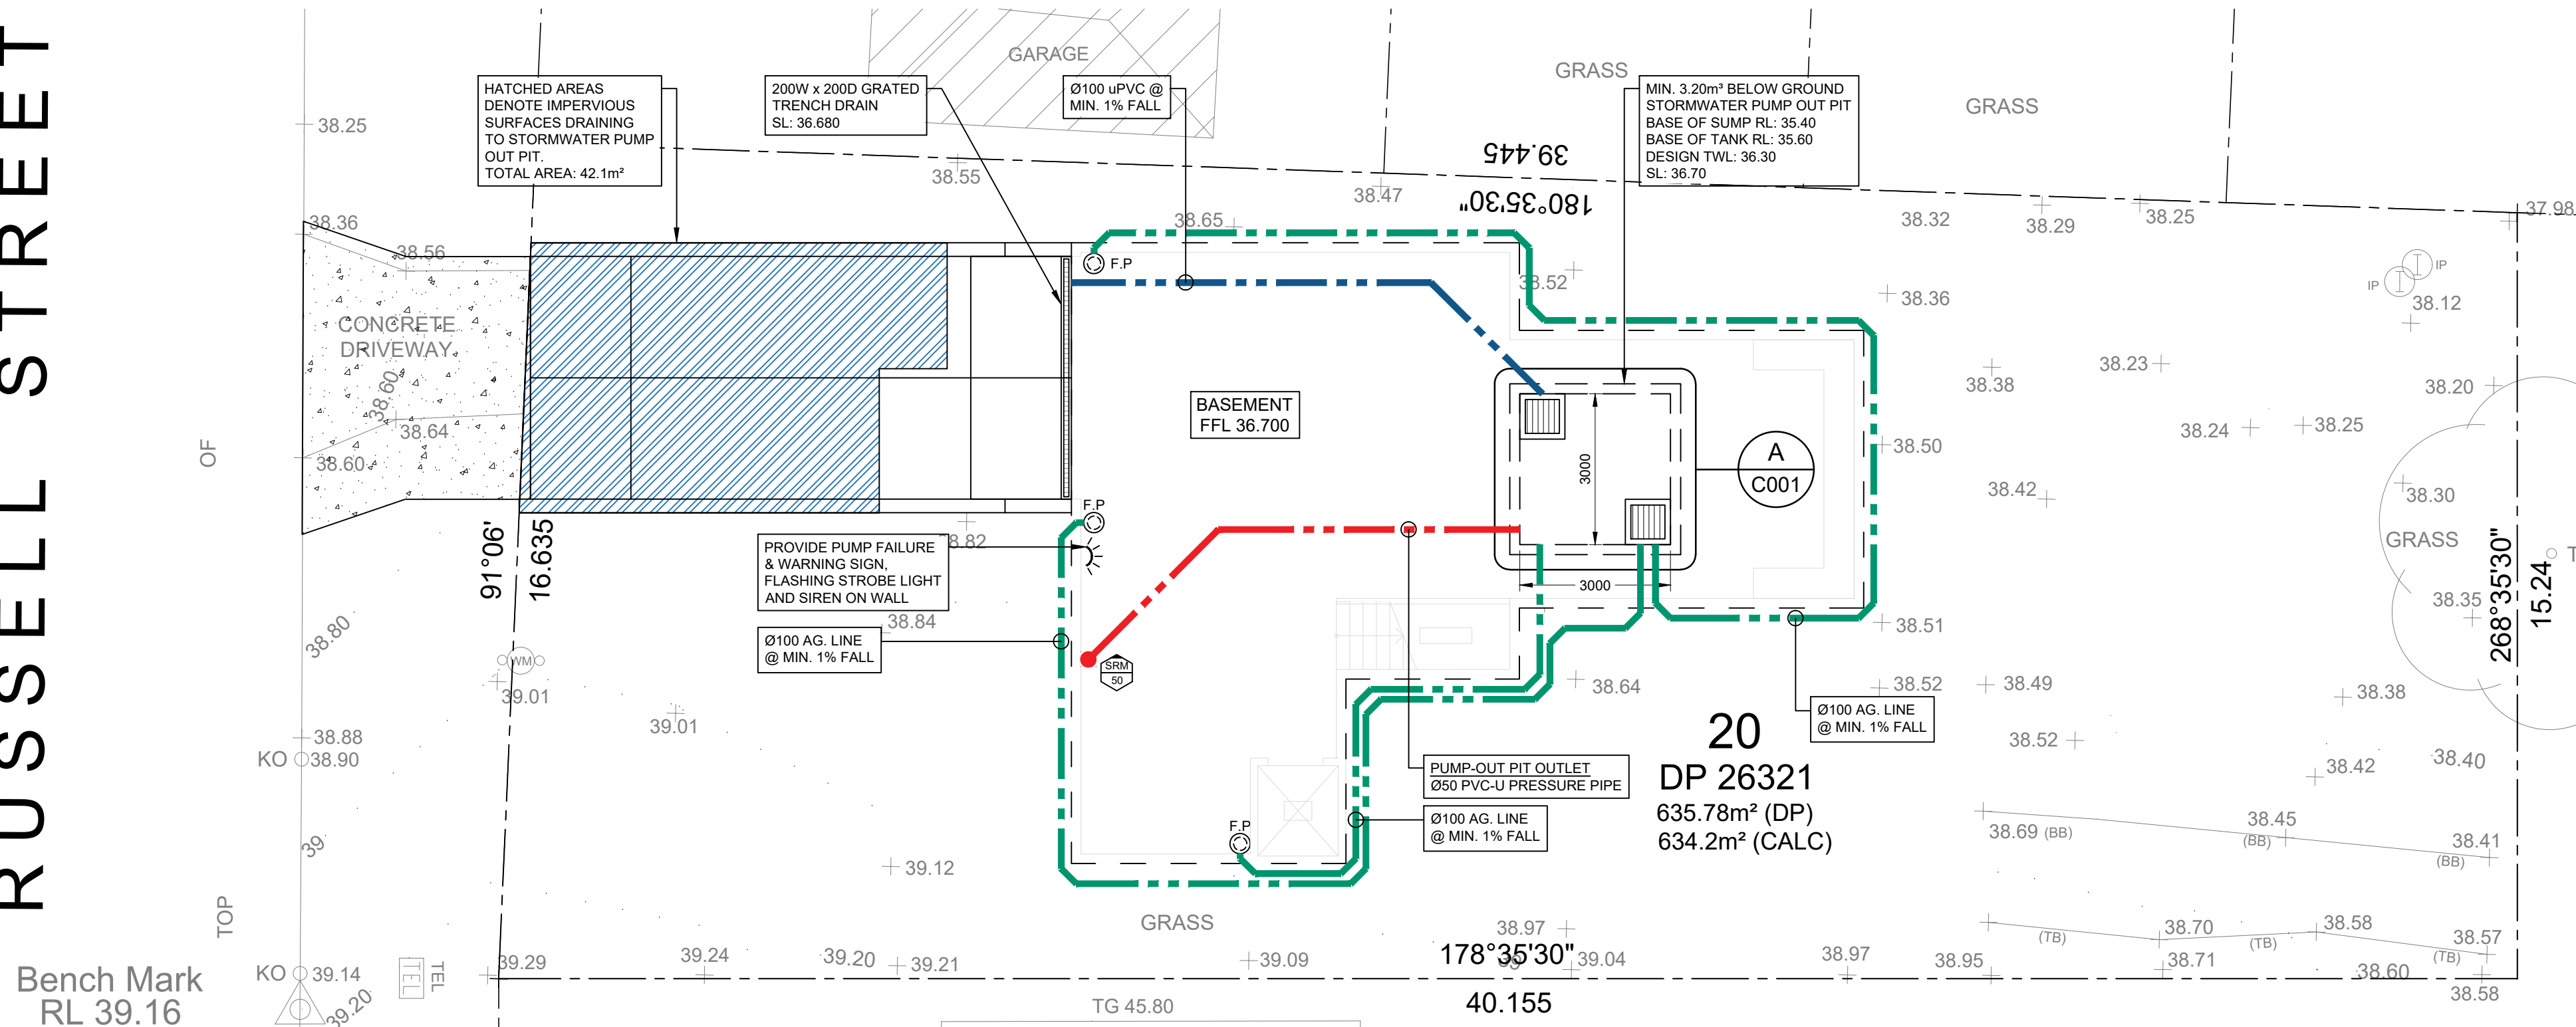 RUSSELL STREET
OF
TOP
Bench Mark
RL 39.16
HATCHED AREAS
DENOTE IMPERVIOUS
SURFACES DRAINING
TO STORMWATER PUMP
OUT PIT.
TOTAL AREA: 42.1m²
200W x 200D GRATED
TRENCH DRAIN
SL: 36.680
GARAGE
Ø100 uPVC @
MIN. 1% FALL
GRASS
MIN. 3.20m³ BELOW GROUND
STORMWATER PUMP OUT PIT
BASE OF SUMP RL: 35.40
BASE OF TANK RL: 35.60
DESIGN TWL: 36.30
SL: 36.70
GRASS
38.25
38.55
38.47
39.445
180°35'30"
38.65
38.32
38.29
38.25
37.98
38.36
38.56
F.P
38.52
38.36
IP
IP
38.12
CONCRETE
DRIVEWAY
38.60
38.64
38.60
BASEMENT
FFL 36.700
3000
3000
A
C001
38.38
38.23
38.20
38.24
38.25
38.50
38.42
38.30
GRASS
38.35
268°35'30"
15.24
T
91°06'
16.635
38.82
F.P
PROVIDE PUMP FAILURE
& WARNING SIGN,
FLASHING STROBE LIGHT
AND SIREN ON WALL
38.84
Ø100 AG. LINE
@ MIN. 1% FALL
SRM
50
38.80
WM
39.01
39.01
38.88
KO
38.90
38.64
38.51
38.52
38.49
38.38
Ø100 AG. LINE
@ MIN. 1% FALL
38.52
38.42
38.40
20
DP 26321
635.78m² (DP)
634.2m² (CALC)
PUMP-OUT PIT OUTLET
Ø50 PVC-U PRESSURE PIPE
Ø100 AG. LINE
@ MIN. 1% FALL
F.P
38.69 (BB)
38.45
(BB)
38.41
(BB)
39
39.12
GRASS
38.97
38.70
38.58
38.57
(TB)
(TB)
(TB)
KO
39.14
39.20
TEL
TEL
39.29
39.24
39.20
39.21
39.09
178°35'30"
39
39.04
38.97
38.95
38.71
38.60
38.58
40.155
TG 45.80